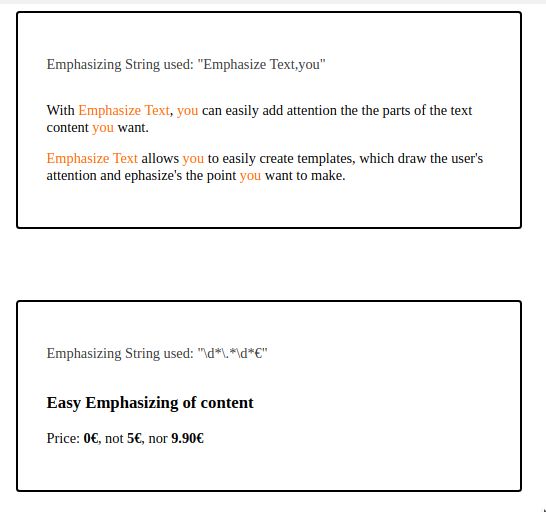 Emphasizing String used: "Emphasize Text,you"
With Emphasize Text, you can easily add attention the the parts of the text
content you want.
Emphasize Text allows you to easily create templates, which draw the user's
attention and ephasize's the point you want to make.
Emphasizing String used: "\d*\.*\d*€"
Easy Emphasizing of content
Price: 0€, not 5€, nor 9.90€